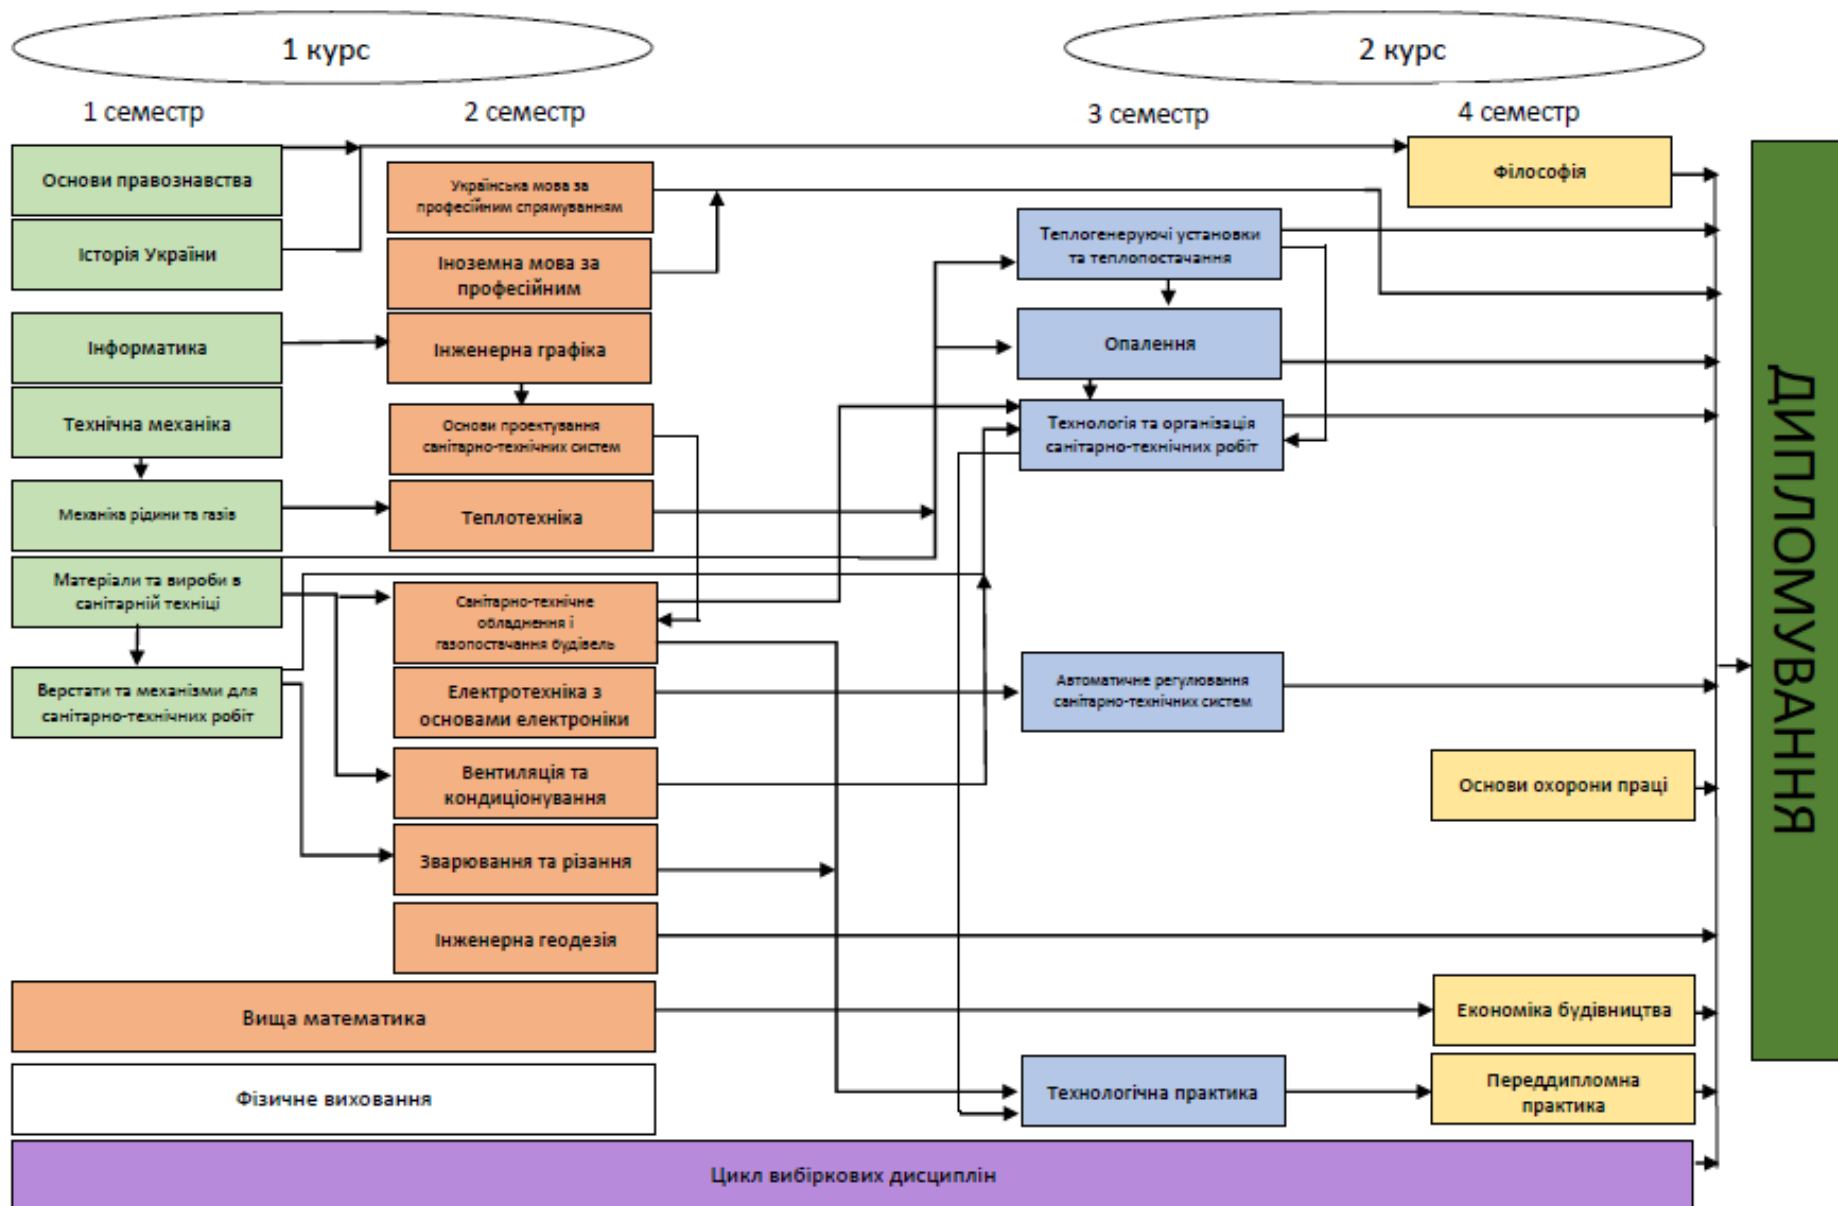 1 курс
2 курс
1 семестр
2 семестр
3 семестр
4 семестр
Основи правознавства
Історія України
Інформатика
Технічна механіка
Механіка рідини та газів
Матеріали та вироби в
санітарній техніці
Верстати та механізми для
санітарно-технічних робіт
Українська мова за
професійним спрямуванням
Іноземна мова за
професійним
Інженерна графіка
Основи проектування
санітарно-технічних систем
Теплотехніка
Санітарно-технічне
обладнення і
газопостачання будівель
Електротехніка з
основами електроніки
Вентиляція та
кондиціонування
Зварювання та різання
Інженерна геодезія
Вища математика
Фізичне виховання
Теплогенеруючі установки
та теплопостачання
Опалення
Технологія та організація
санітарно-технічних робіт
Автоматичне регулювання
санітарно-технічних систем
Технологічна практика
Філософія
Основи охорони праці
Економіка будівництва
Переддипломна
практика
Цикл вибіркових дисциплін
ДИПЛОМУВАННЯ